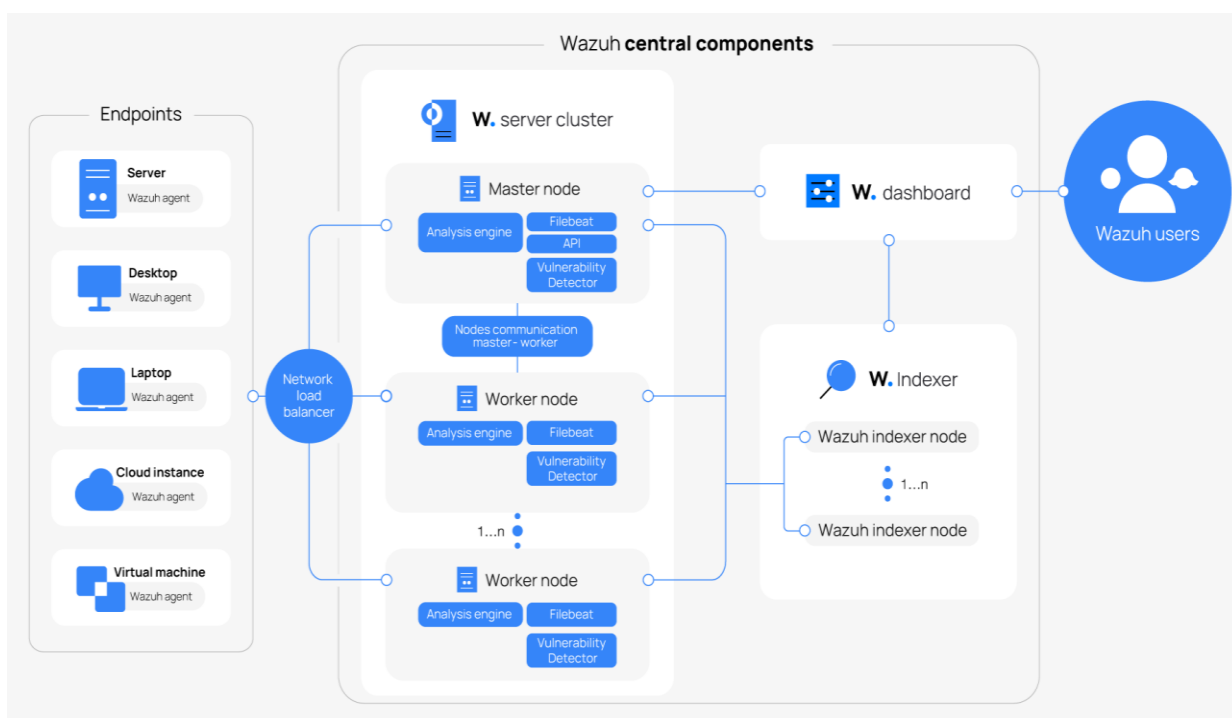 Wazuh central components
Endpoints
Server
Wazuh agent
Desktop
Wazuh agent
Laptop
Wazuh agent
Cloud instance
Wazuh agent
Virtual machine
Wazuh agent
Network
load
balancer
W. server cluster
Master node
Analysis engine
Filebeat
API
Vulnerability
Detector
Nodes communication
master- worker
Worker node
Analysis engine
Filebeat
Vulnerability
Detector
1...n
Worker node
Analysis engine
Filebeat
Vulnerability
Detector
W. dashboard
W. Indexer
Wazuh indexer node
1...n
Wazuh indexer node
Wazuh users